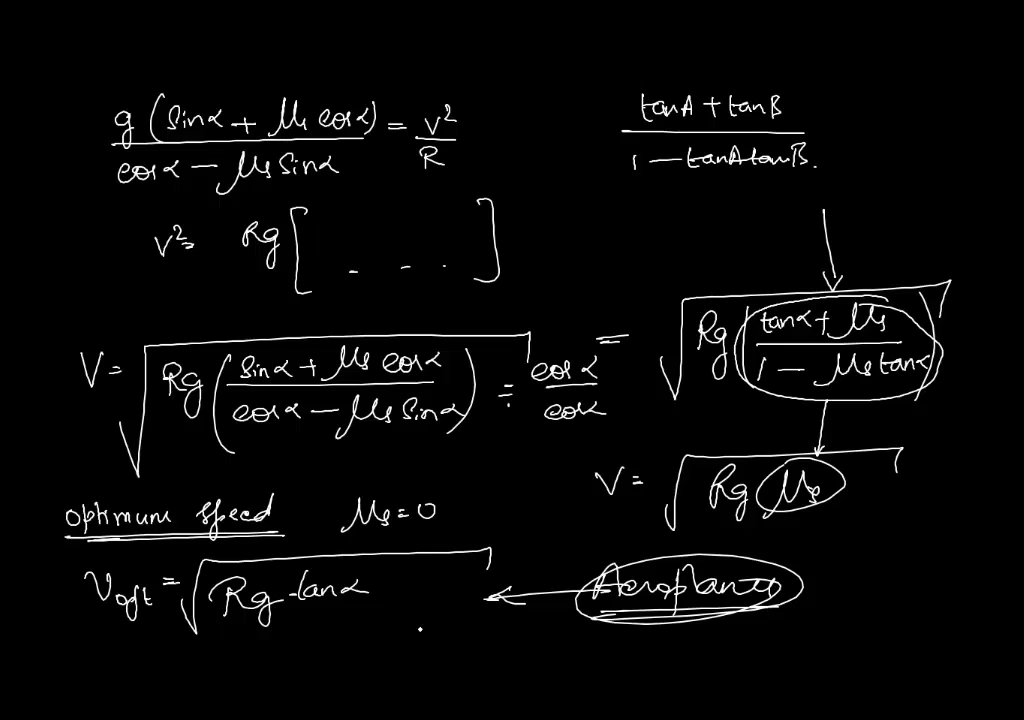 g (sinα + μs cosα) / cosα − μs sinα = v² / R
tanA + tanB / 1 − tanA tanB.
v² = Rg [ . . . ]
V = √ Rg ( sinα + μs cosα / cosα − μs sinα ) ÷ cosα / cosα = √ Rg ( tanα + μs / 1 − μs tanα )
V = √ Rg μs
optimum speed μs = 0
Vopt = √ Rg tanα ← Aeroplanes